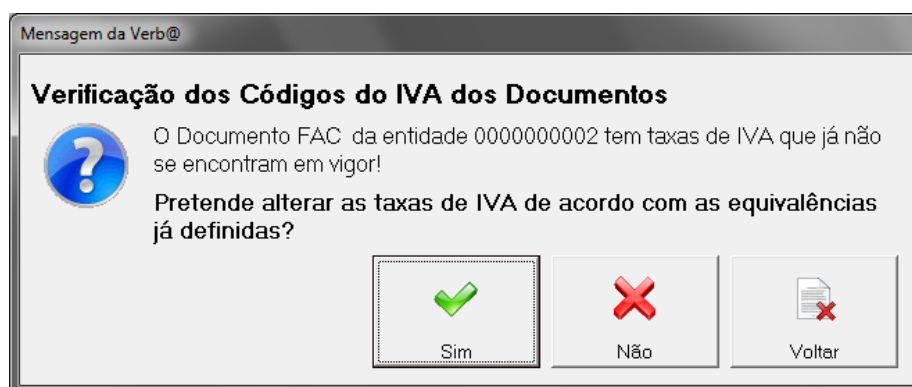 Mensagem da Verb@
Verificação dos Códigos do IVA dos Documentos
O Documento FAC da entidade 0000000002 tem taxas de IVA que já não
se encontram em vigor!
Pretende alterar as taxas de IVA de acordo com as equivalências
já definidas?
Sim
Não
Voltar